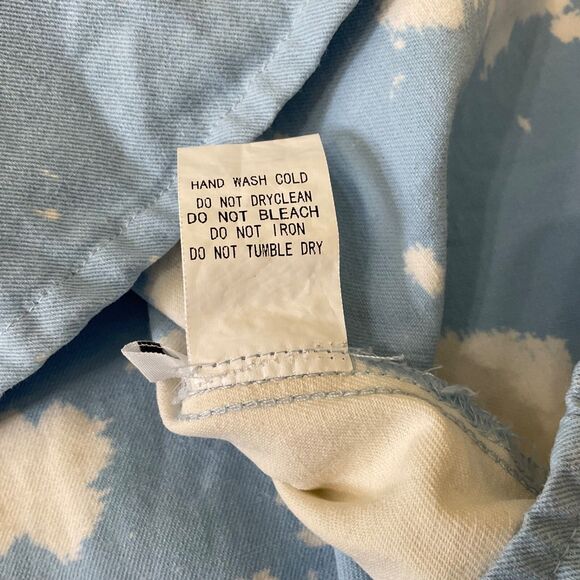 HAND WASH COLD
DO NOT DRYCLEAN
DO NOT BLEACH
DO NOT IRON
DO NOT TUMBLE DRY